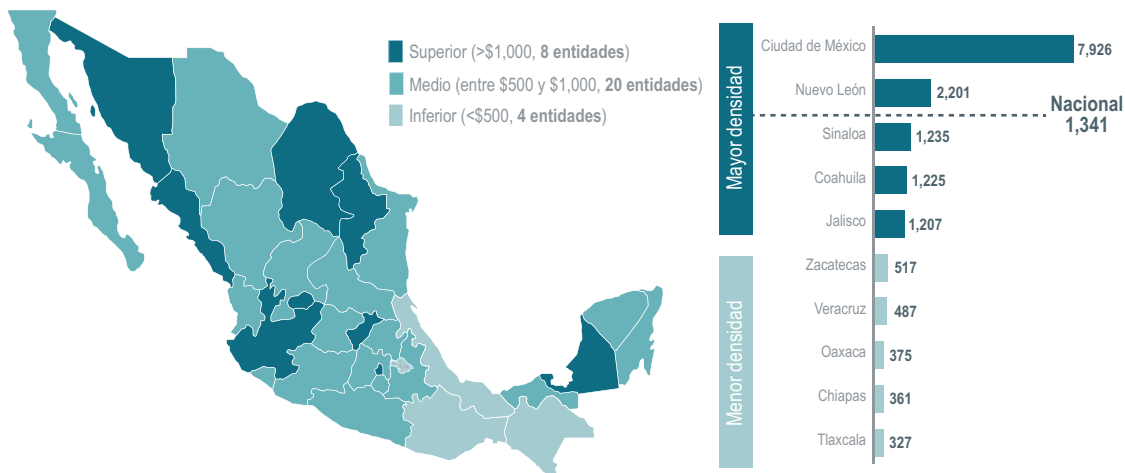 Superior (>$1,000, 8 entidades)
Medio (entre $500 y $1,000, 20 entidades)
Inferior (<$500, 4 entidades)
Mayor densidad
Ciudad de México 7,926
Nuevo León 2,201
Nacional
1,341
Sinaloa 1,235
Coahuila 1,225
Jalisco 1,207
Menor densidad
Zacatecas 517
Veracruz 487
Oaxaca 375
Chiapas 361
Tlaxcala 327